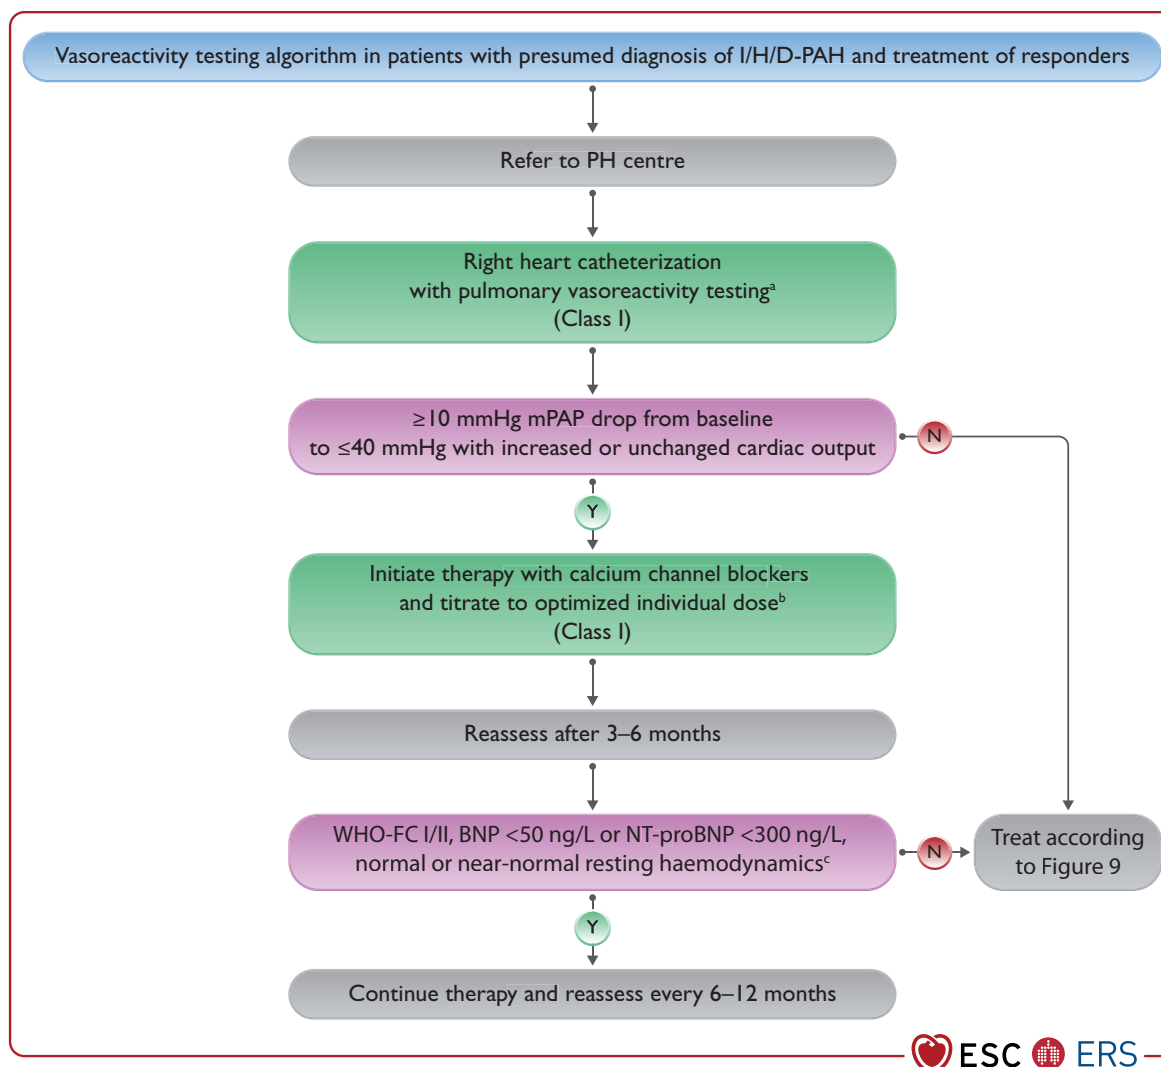 Vasoreactivity testing algorithm in patients with presumed diagnosis of I/H/D-PAH and treatment of responders
Refer to PH centre
Right heart catheterization
with pulmonary vasoreactivity testingᵃ
(Class I)
≥10 mmHg mPAP drop from baseline
to ≤40 mmHg with increased or unchanged cardiac output
N
Y
Initiate therapy with calcium channel blockers
and titrate to optimized individual doseᵇ
(Class I)
Reassess after 3–6 months
WHO-FC I/II, BNP <50 ng/L or NT-proBNP <300 ng/L,
normal or near-normal resting haemodynamicsᶜ
N
Treat according
to Figure 9
Y
Continue therapy and reassess every 6–12 months
ESC ERS